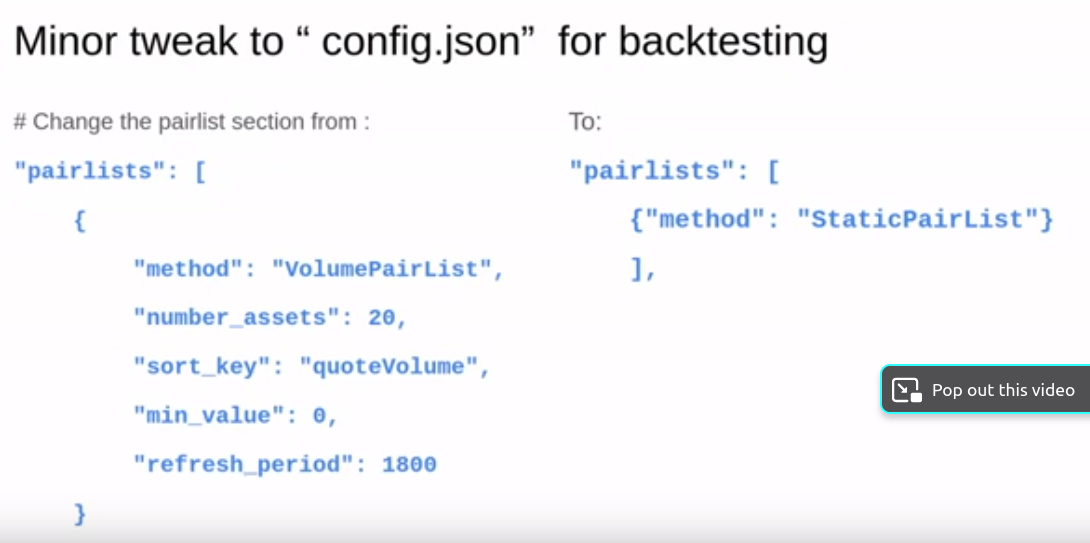 Minor tweak to “ config.json”  for backtesting
# Change the pairlist section from :
"pairlists": [
{
"method": "VolumePairList",
"number_assets": 20,
"sort_key": "quoteVolume",
"min_value": 0,
"refresh_period": 1800
}
To:
"pairlists": [
{"method": "StaticPairList"}
],
Pop out this video